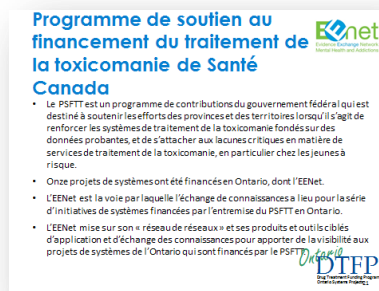 Programme de soutien au
financement du traitement de
la toxicomanie de Santé
Canada
EENet
Evidence Exchange Network
Mental Health and Addictions
• Le PSFTT est un programme de contributions du gouvernement fédéral qui est
destiné à soutenir les efforts des provinces et des territoires lorsqu'il s'agit de
renforcer les systèmes de traitement de la toxicomanie fondés sur des
données probantes, et de s'attacher aux lacunes critiques en matière de
services de traitement de la toxicomanie, en particulier chez les jeunes à
risque.
• Onze projets de systèmes ont été financés en Ontario, dont l'EENet.
• L'EENet est la voie par laquelle l'échange de connaissances a lieu pour la série
d'initiatives de systèmes financées par l'entremise du PSFTT en Ontario.
• L'EENet mise sur son « réseau de réseaux » et ses produits et outils ciblés
d'application et d'échange des connaissances pour apporter de la visibilité aux
projets de systèmes de l'Ontario qui sont financés par le PSFTT.
Ontario
DTFP
Drug Treatment Funding Program
Ontario Systems Projects